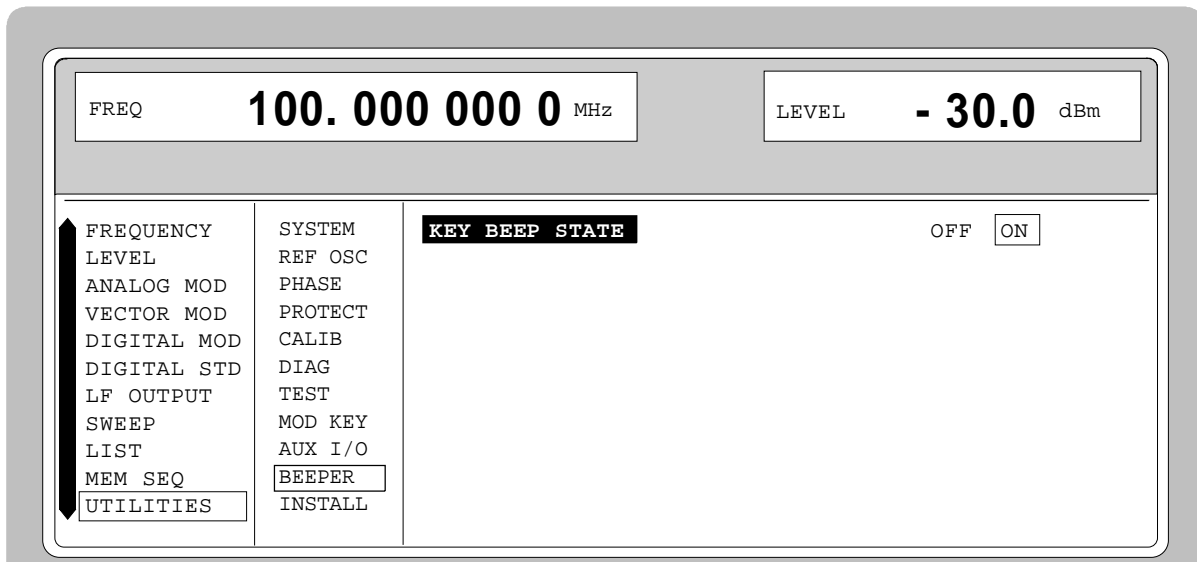 FREQ 100. 000 000 0 MHz LEVEL - 30.0 dBm
FREQUENCY SYSTEM KEY BEEP STATE OFF ON
LEVEL REF OSC
ANALOG MOD PHASE
VECTOR MOD PROTECT
DIGITAL MOD CALIB
DIGITAL STD DIAG
LF OUTPUT TEST
SWEEP MOD KEY
LIST AUX I/O
MEM SEQ BEEPER
UTILITIES INSTALL